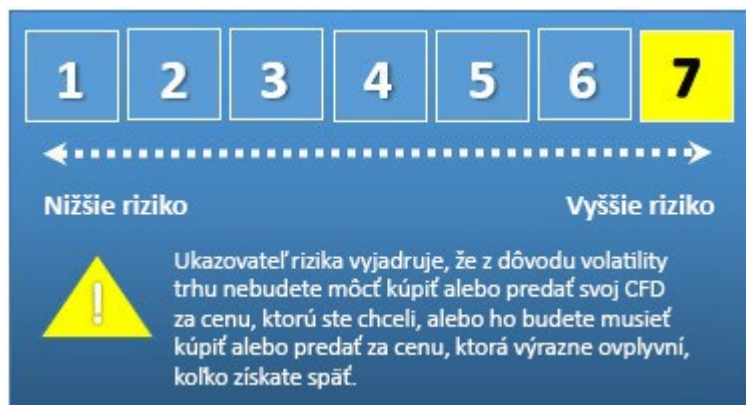 1 2 3 4 5 6 7
Nižšie riziko Vyššie riziko
!
Ukazovateľ rizika vyjadruje, že z dôvodu volatility
trhu nebudete môcť kúpiť alebo predať svoj CFD
za cenu, ktorú ste chceli, alebo ho budete musieť
kúpiť alebo predať za cenu, ktorá výrazne ovplyvní,
koľko získate späť.